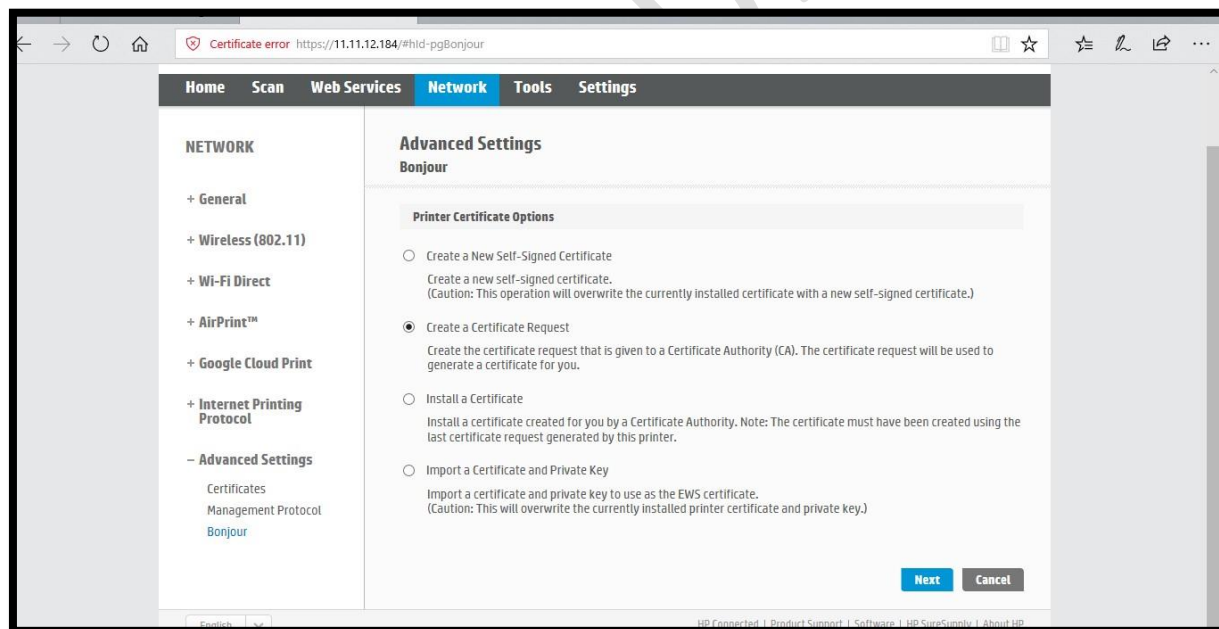 Certificate error https://11.11.12.184/#hId-pgBonjour
Home Scan Web Services Network Tools Settings
NETWORK
+ General
+ Wireless (802.11)
+ Wi-Fi Direct
+ AirPrint™
+ Google Cloud Print
+ Internet Printing
Protocol
− Advanced Settings
Certificates
Management Protocol
Bonjour
Advanced Settings
Bonjour
Printer Certificate Options
Create a New Self-Signed Certificate
Create a new self-signed certificate.
(Caution: This operation will overwrite the currently installed certificate with a new self-signed certificate.)
Create a Certificate Request
Create the certificate request that is given to a Certificate Authority (CA). The certificate request will be used to
generate a certificate for you.
Install a Certificate
Install a certificate created for you by a Certificate Authority. Note: The certificate must have been created using the
last certificate request generated by this printer.
Import a Certificate and Private Key
Import a certificate and private key to use as the EWS certificate.
(Caution: This will overwrite the currently installed printer certificate and private key.)
Next Cancel
English HP Connected | Product Support | Software | HP SureSupply | About HP